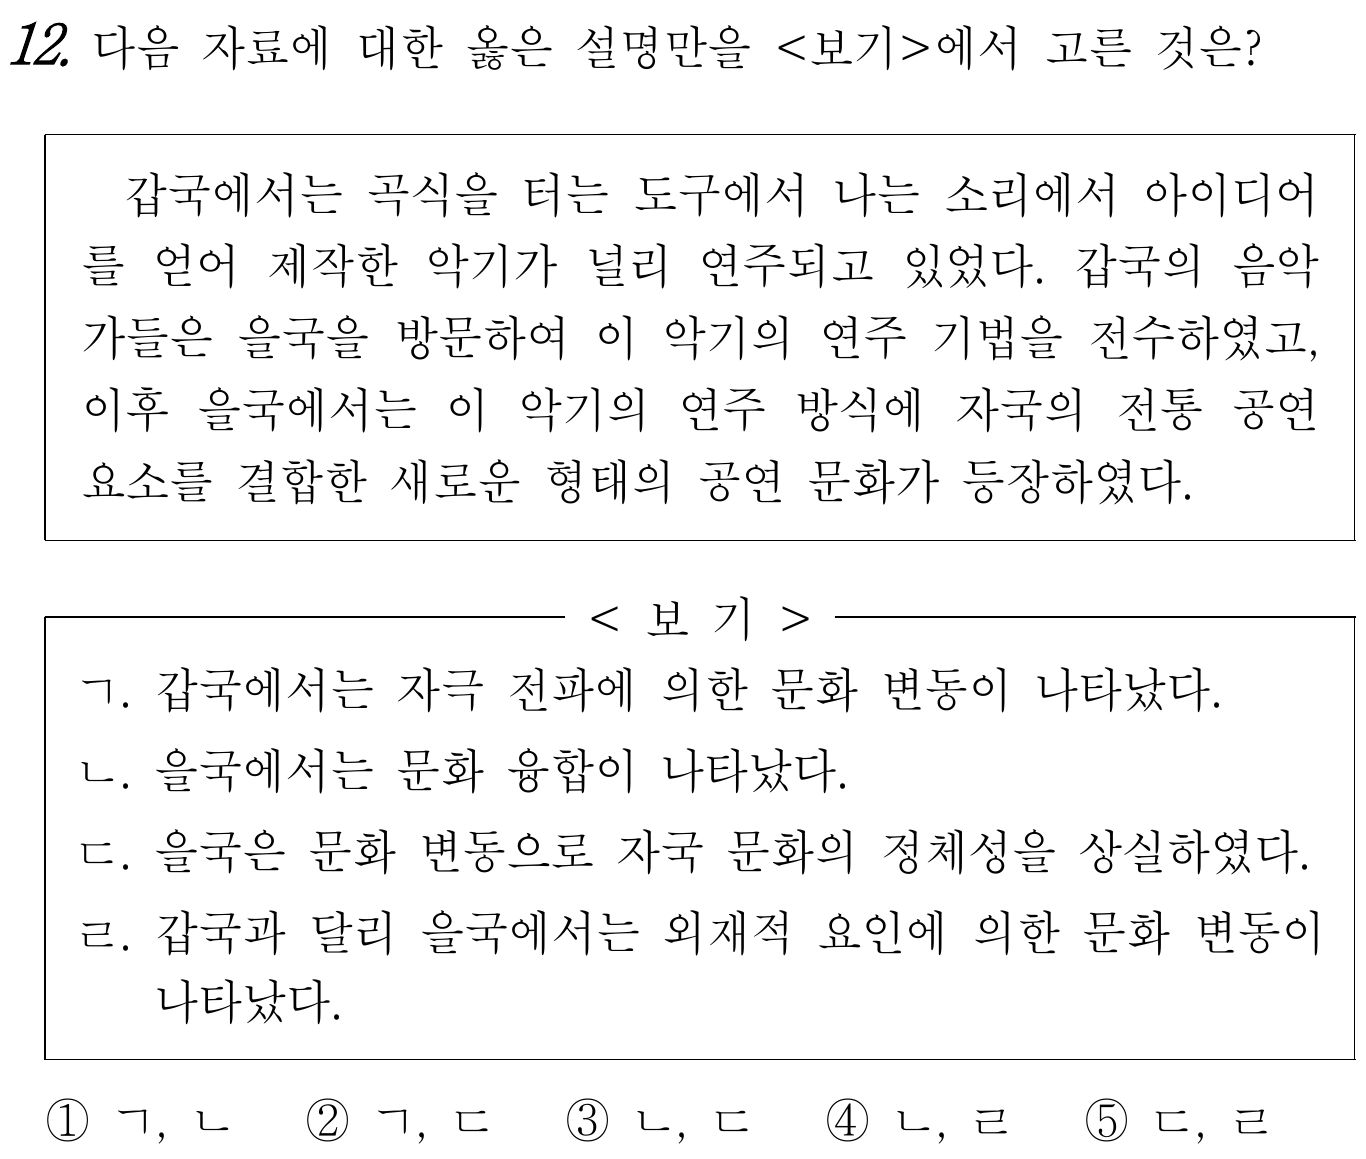 12. 다음 자료에 대한 옳은 설명만을 <보기>에서 고른 것은?
갑국에서는 곡식을 터는 도구에서 나는 소리에서 아이디어
를 얻어 제작한 악기가 널리 연주되고 있었다. 갑국의 음악
가들은 을국을 방문하여 이 악기의 연주 기법을 전수하였고,
이후 을국에서는 이 악기의 연주 방식에 자국의 전통 공연
요소를 결합한 새로운 형태의 공연 문화가 등장하였다.
< 보 기 >
ㄱ. 갑국에서는 자극 전파에 의한 문화 변동이 나타났다.
ㄴ. 을국에서는 문화 융합이 나타났다.
ㄷ. 을국은 문화 변동으로 자국 문화의 정체성을 상실하였다.
ㄹ. 갑국과 달리 을국에서는 외재적 요인에 의한 문화 변동이
나타났다.
① ㄱ, ㄴ ② ㄱ, ㄷ ③ ㄴ, ㄷ ④ ㄴ, ㄹ ⑤ ㄷ, ㄹ